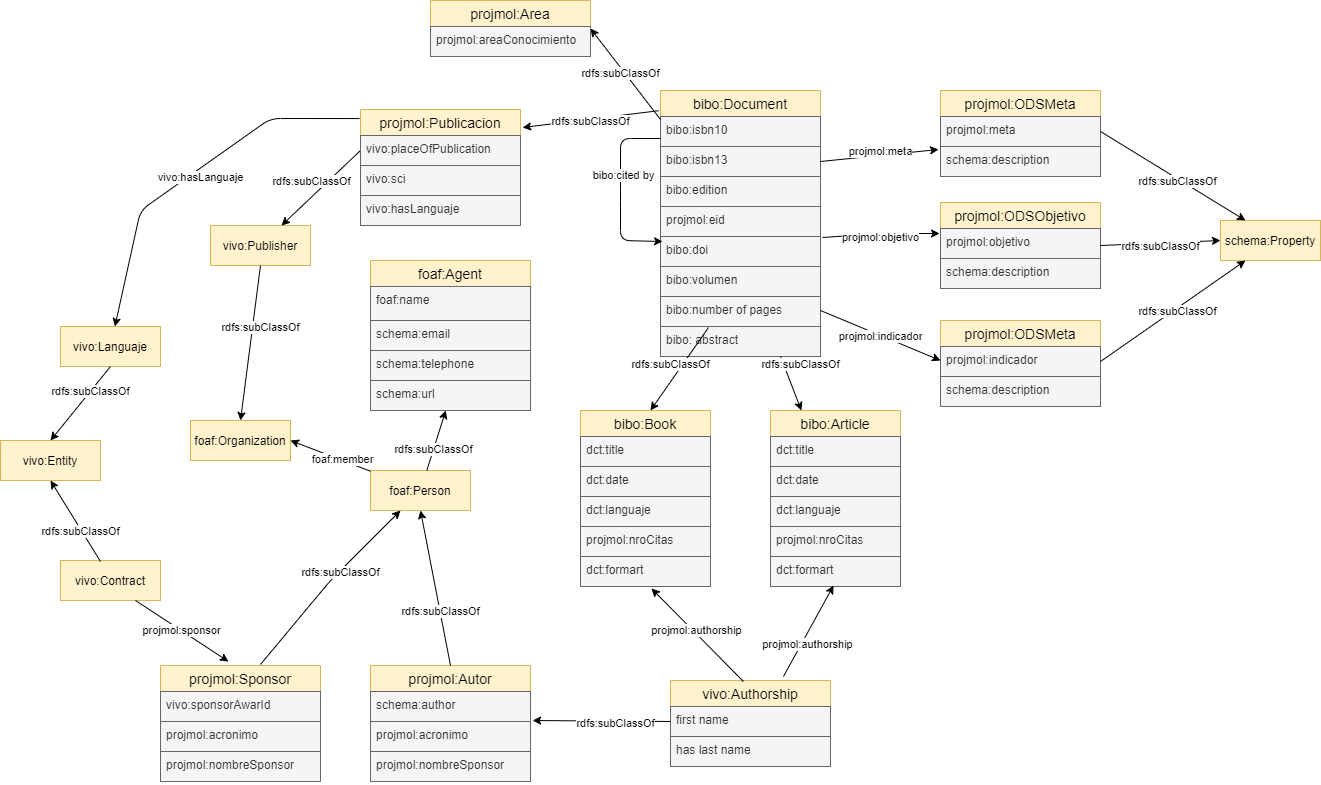 projmol:Area
projmol:areaConocimiento
rdfs:subClassOf
bibo:Document
bibo:isbn10
bibo:isbn13
bibo:edition
projmol:eid
bibo:doi
bibo:volumen
bibo:number of pages
bibo: abstract
bibo:cited by
rdfs:subClassOf
projmol:Publicacion
vivo:placeOfPublication
vivo:sci
vivo:hasLanguaje
vivo:hasLanguaje
rdfs:subClassOf
vivo:Publisher
rdfs:subClassOf
projmol:meta
projmol:objetivo
projmol:indicador
projmol:ODSMeta
projmol:meta
schema:description
projmol:ODSObjetivo
projmol:objetivo
schema:description
projmol:ODSMeta
projmol:indicador
schema:description
rdfs:subClassOf
rdfs:subClassOf
rdfs:subClassOf
schema:Property
foaf:Agent
foaf:name
schema:email
schema:telephone
schema:url
vivo:Languaje
rdfs:subClassOf
vivo:Entity
rdfs:subClassOf
vivo:Contract
projmol:sponsor
foaf:Organization
foaf:member
rdfs:subClassOf
foaf:Person
rdfs:subClassOf
rdfs:subClassOf
rdfs:subClassOf
rdfs:subClassOf
bibo:Book
dct:title
dct:date
dct:languaje
projmol:nroCitas
dct:formart
bibo:Article
dct:title
dct:date
dct:languaje
projmol:nroCitas
dct:formart
projmol:authorship
projmol:authorship
projmol:Sponsor
vivo:sponsorAwarId
projmol:acronimo
projmol:nombreSponsor
projmol:Autor
schema:author
projmol:acronimo
projmol:nombreSponsor
rdfs:subClassOf
vivo:Authorship
first name
has last name